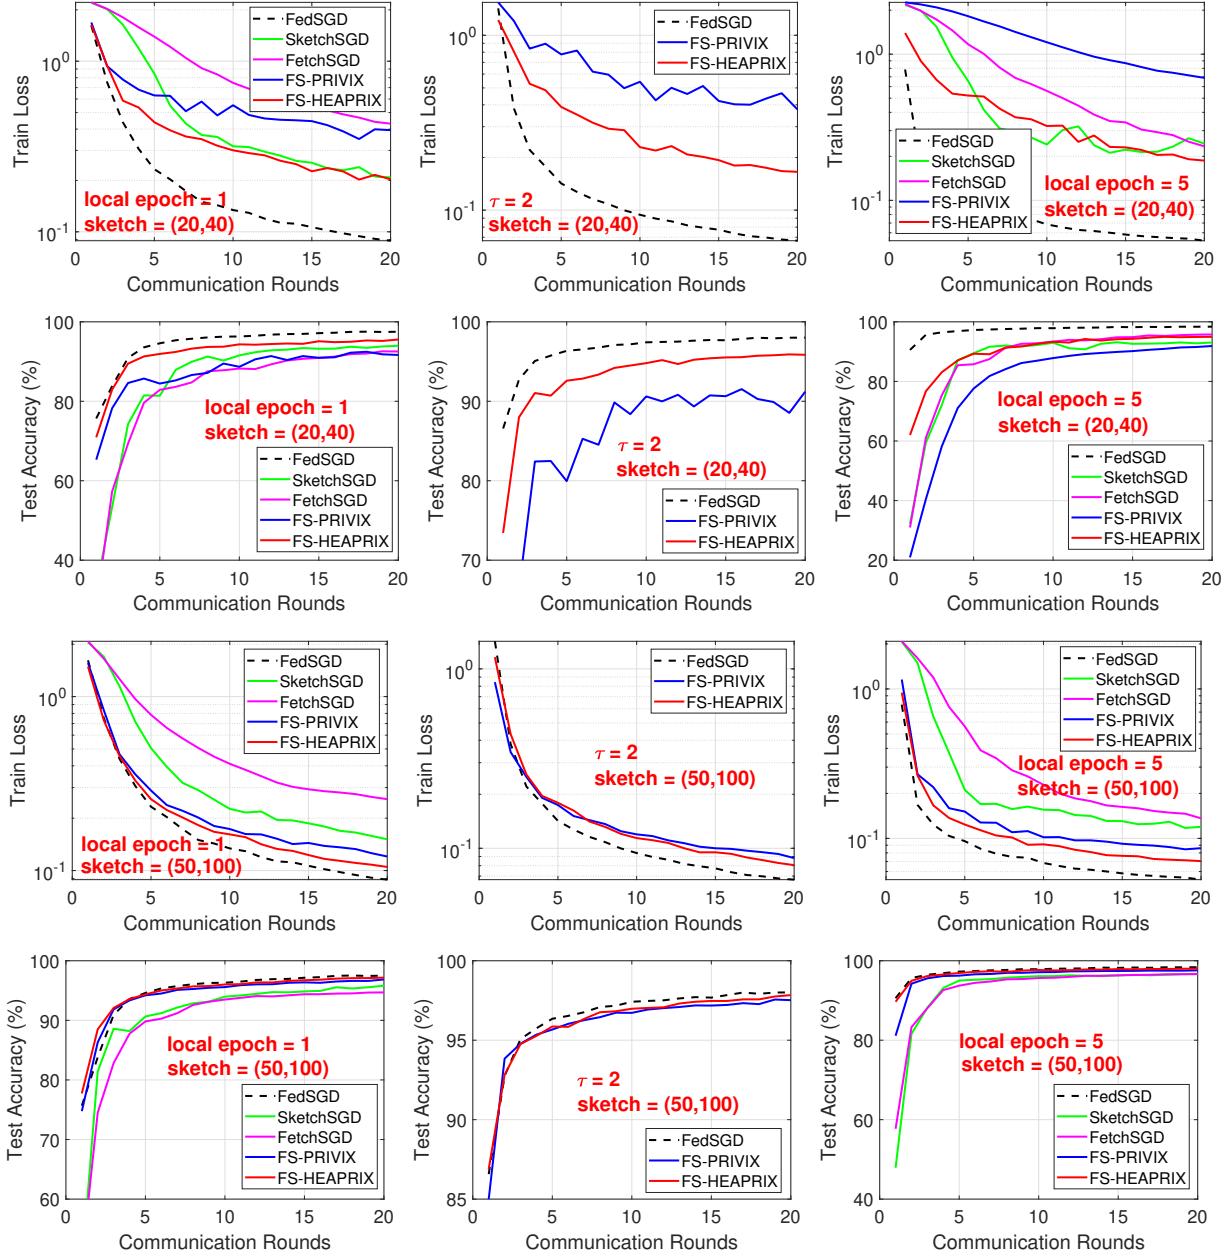 10^0
10^-1
Train Loss
0 5 10 15 20
Communication Rounds
FedSGD
SketchSGD
FetchSGD
FS-PRIVIX
FS-HEAPRIX
local epoch = 1
sketch = (20,40)
10^0
10^-1
Train Loss
0 5 10 15 20
Communication Rounds
FedSGD
FS-PRIVIX
FS-HEAPRIX
τ = 2
sketch = (20,40)
10^0
10^-1
Train Loss
0 5 10 15 20
Communication Rounds
FedSGD
SketchSGD
FetchSGD
FS-PRIVIX
FS-HEAPRIX
local epoch = 5
sketch = (20,40)
100
80
60
40
Test Accuracy (%)
0 5 10 15 20
Communication Rounds
local epoch = 1
sketch = (20,40)
FedSGD
SketchSGD
FetchSGD
FS-PRIVIX
FS-HEAPRIX
100
90
80
70
Test Accuracy (%)
0 5 10 15 20
Communication Rounds
τ = 2
sketch = (20,40)
FedSGD
FS-PRIVIX
FS-HEAPRIX
100
80
60
40
20
Test Accuracy (%)
0 5 10 15 20
Communication Rounds
local epoch = 5
sketch = (20,40)
FedSGD
SketchSGD
FetchSGD
FS-PRIVIX
FS-HEAPRIX
10^0
10^-1
Train Loss
0 5 10 15 20
Communication Rounds
FedSGD
SketchSGD
FetchSGD
FS-PRIVIX
FS-HEAPRIX
local epoch = 1
sketch = (50,100)
10^0
10^-1
Train Loss
0 5 10 15 20
Communication Rounds
FedSGD
FS-PRIVIX
FS-HEAPRIX
τ = 2
sketch = (50,100)
10^0
10^-1
Train Loss
0 5 10 15 20
Communication Rounds
FedSGD
SketchSGD
FetchSGD
FS-PRIVIX
FS-HEAPRIX
local epoch = 5
sketch = (50,100)
100
90
80
70
60
Test Accuracy (%)
0 5 10 15 20
Communication Rounds
local epoch = 1
sketch = (50,100)
FedSGD
SketchSGD
FetchSGD
FS-PRIVIX
FS-HEAPRIX
100
95
90
85
Test Accuracy (%)
0 5 10 15 20
Communication Rounds
τ = 2
sketch = (50,100)
FedSGD
FS-PRIVIX
FS-HEAPRIX
100
80
60
40
Test Accuracy (%)
0 5 10 15 20
Communication Rounds
local epoch = 5
sketch = (50,100)
FedSGD
SketchSGD
FetchSGD
FS-PRIVIX
FS-HEAPRIX